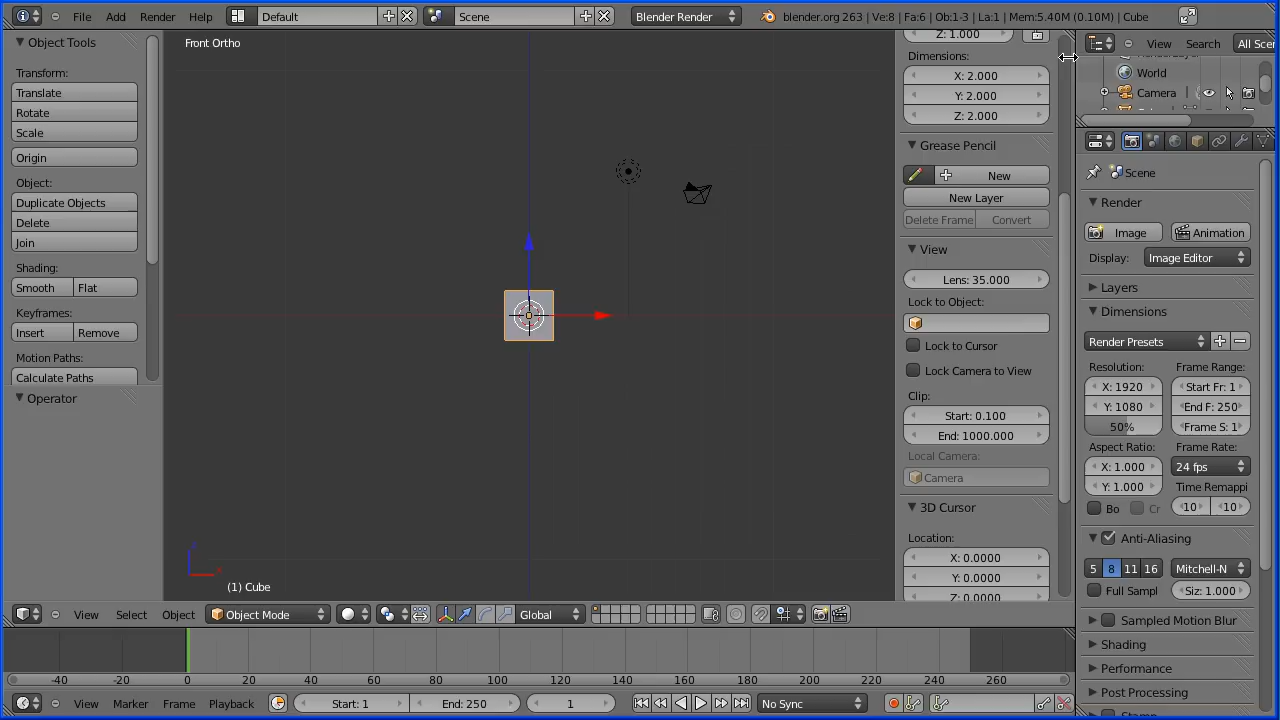 File Add Render Help Default Scene Blender Render blender.org 263 | Ve:8 | Fa:6 | Ob:1-3 | La:1 | Mem:5.40M (0.10M) | Cube
Object Tools
Transform:
Translate
Rotate
Scale
Origin
Object:
Duplicate Objects
Delete
Join
Shading:
Smooth Flat
Keyframes:
Insert Remove
Motion Paths:
Calculate Paths
Operator
Front Ortho
(1) Cube
Z: 1.000
Dimensions:
X: 2.000
Y: 2.000
Z: 2.000
Grease Pencil
New
New Layer
Delete Frame Convert
View
Lens: 35.000
Lock to Object:
Lock to Cursor
Lock Camera to View
Clip:
Start: 0.100
End: 1000.000
Local Camera:
Camera
3D Cursor
Location:
X: 0.0000
Y: 0.0000
Z: 0.0000
View Search All Scen
World
Camera
Scene
Render
Image Animation
Display: Image Editor
Layers
Dimensions
Render Presets
Resolution: Frame Range:
X: 1920 Start Fr: 1
Y: 1080 End F: 250
50% Frame S: 1
Aspect Ratio: Frame Rate:
X: 1.000 24 fps
Y: 1.000 Time Remappi
Bo Cr 10 10
Anti-Aliasing
5 8 11 16 Mitchell-N
Full Sampl Siz: 1.000
Sampled Motion Blur
Shading
Performance
Post Processing
View Select Object Object Mode Global
-40 -20 0 20 40 60 80 100 120 140 160 180 200 220 240 260
View Marker Frame Playback Start: 1 End: 250 1 No Sync